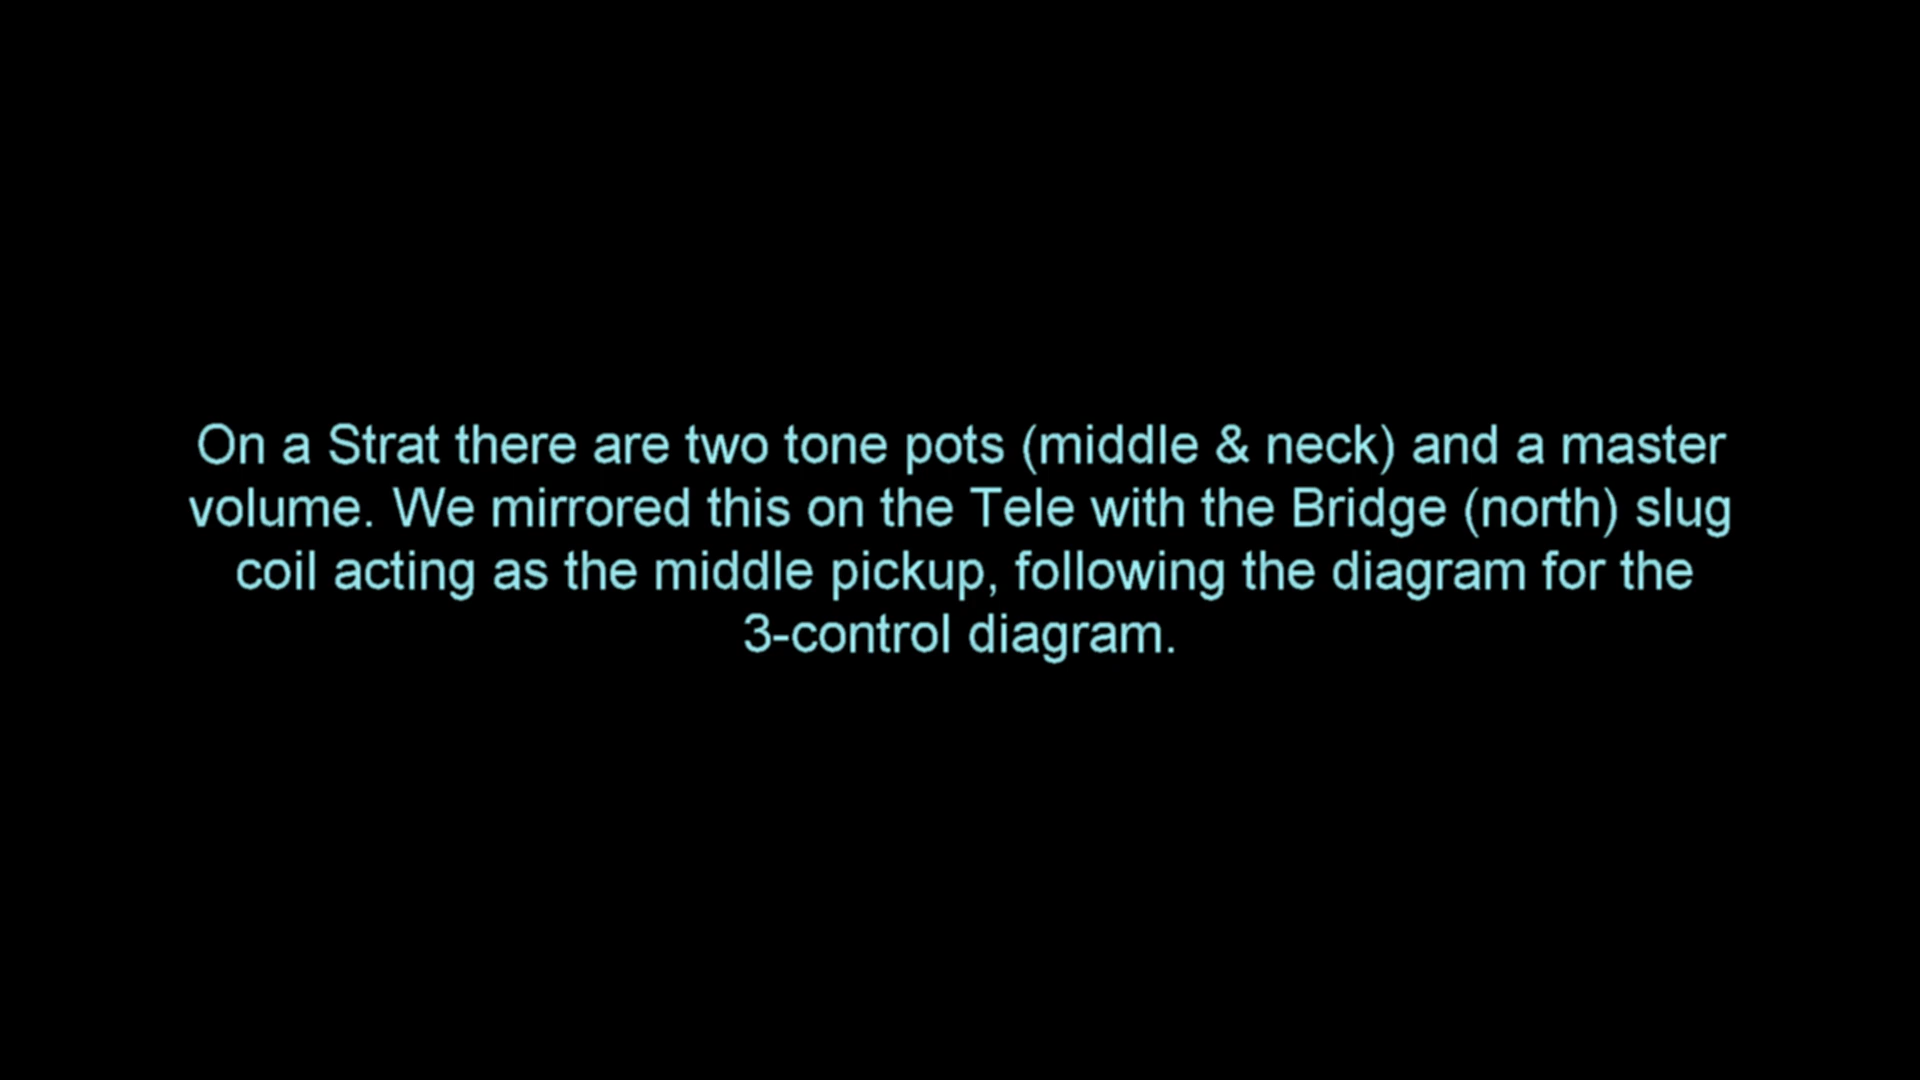 On a Strat there are two tone pots (middle & neck) and a master
volume. We mirrored this on the Tele with the Bridge (north) slug
coil acting as the middle pickup, following the diagram for the
3-control diagram.